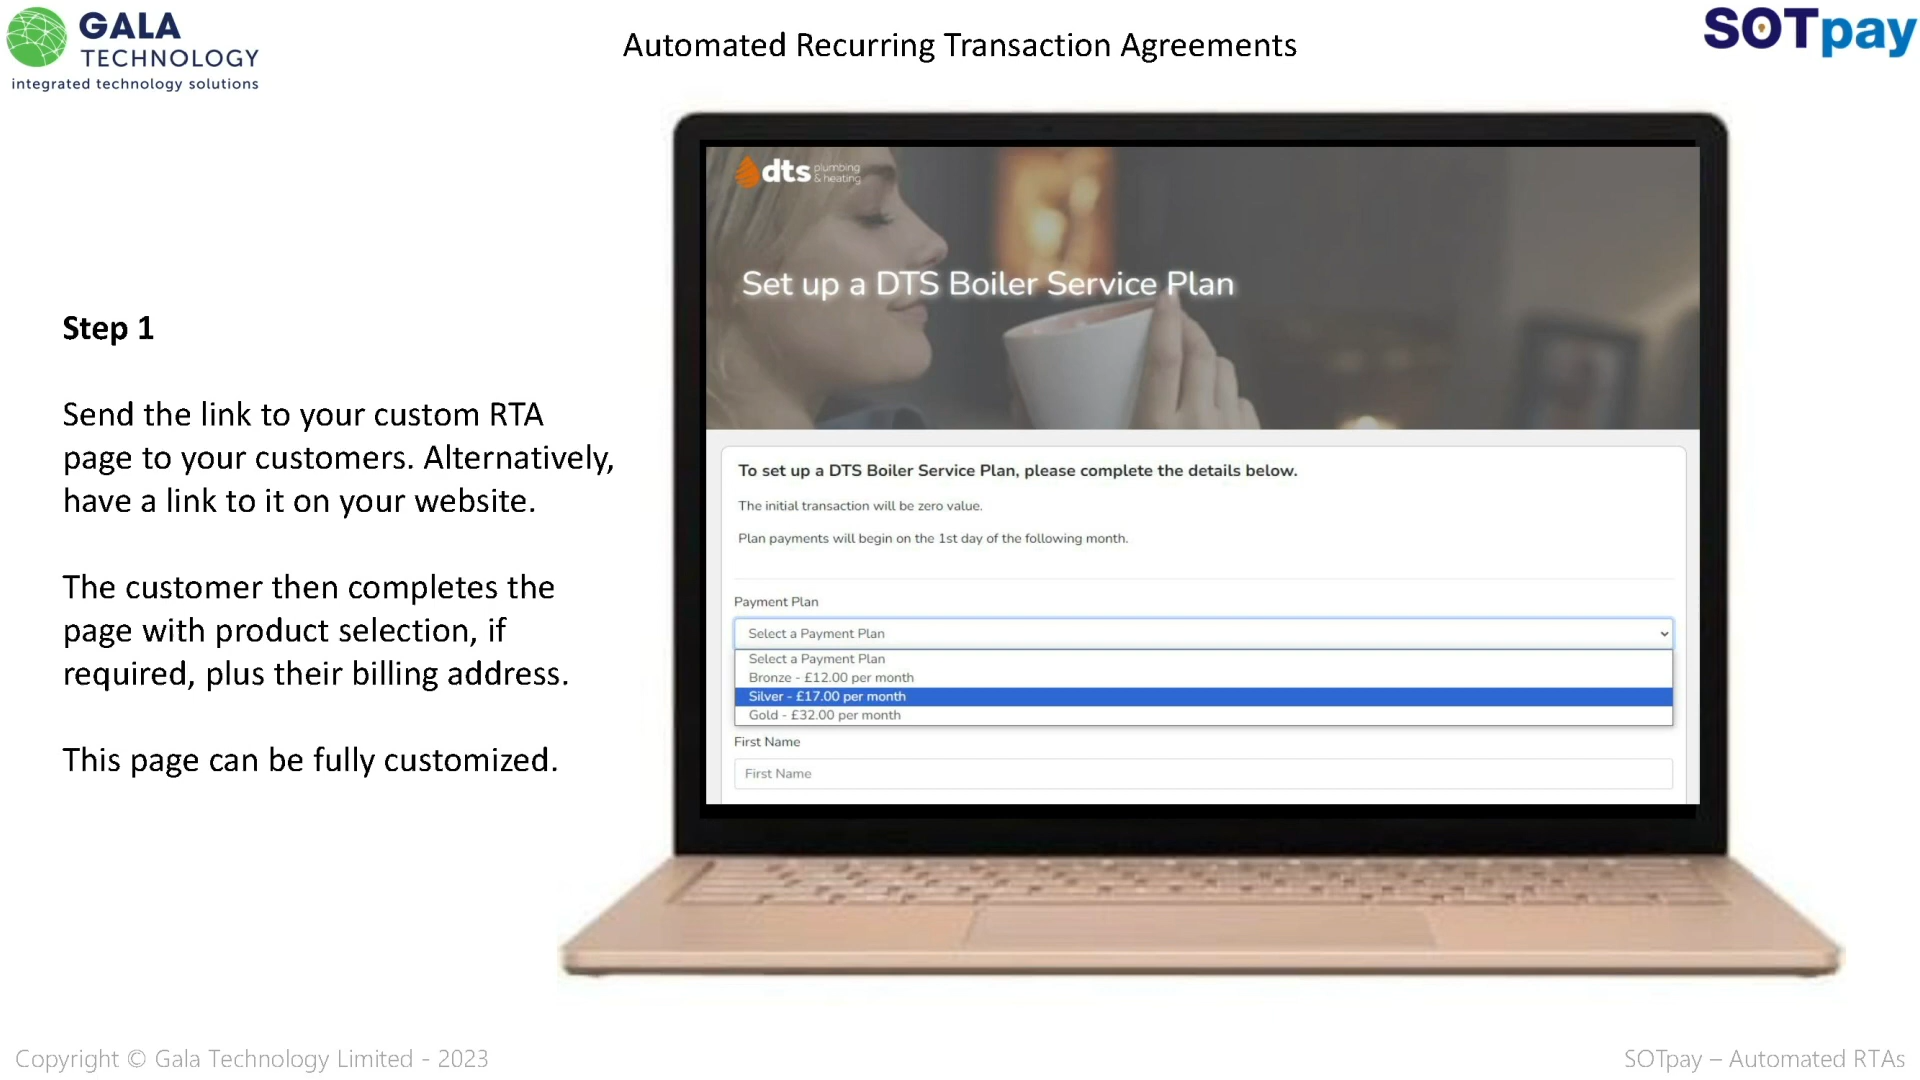 GALA
TECHNOLOGY
integrated technology solutions
Automated Recurring Transaction Agreements
SOTpay
Step 1
Send the link to your custom RTA
page to your customers. Alternatively,
have a link to it on your website.
The customer then completes the
page with product selection, if
required, plus their billing address.
This page can be fully customized.
dts plumbing
& heating
Set up a DTS Boiler Service Plan
To set up a DTS Boiler Service Plan, please complete the details below.
The initial transaction will be zero value.
Plan payments will begin on the 1st day of the following month.
Payment Plan
Select a Payment Plan
Select a Payment Plan
Bronze - £12.00 per month
Silver - £17.00 per month
Gold - £32.00 per month
First Name
First Name
Copyright © Gala Technology Limited - 2023
SOTpay – Automated RTAs